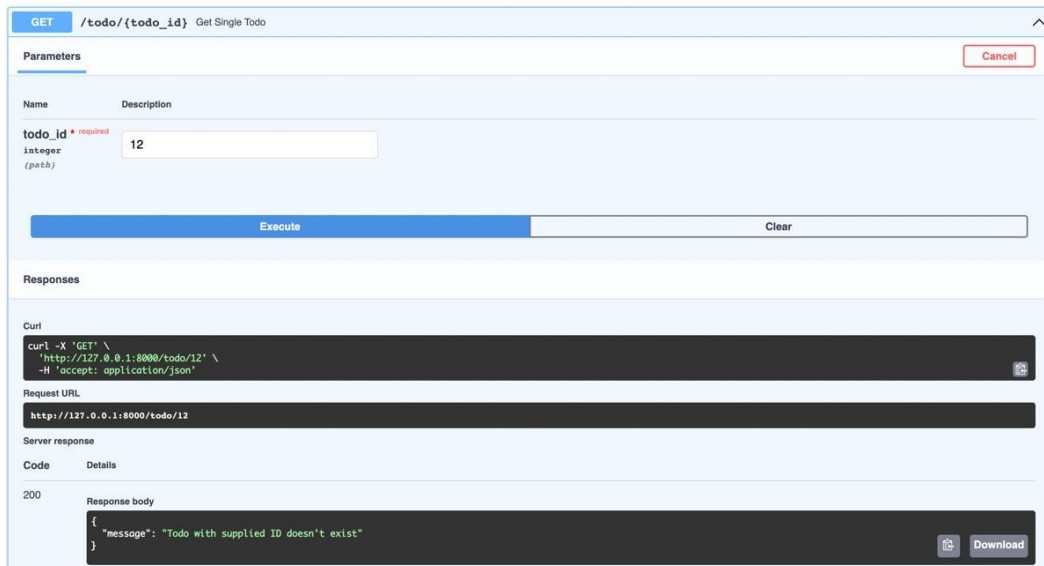 GET /todo/{todo_id} Get Single Todo
Parameters
Cancel
Name Description
todo_id * required
integer
(path)
12
Execute Clear
Responses
Curl
curl -X 'GET' \
'http://127.0.0.1:8000/todo/12' \
-H 'accept: application/json'
Request URL
http://127.0.0.1:8000/todo/12
Server response
Code Details
200
Response body
{
"message": "Todo with supplied ID doesn't exist"
}
Download